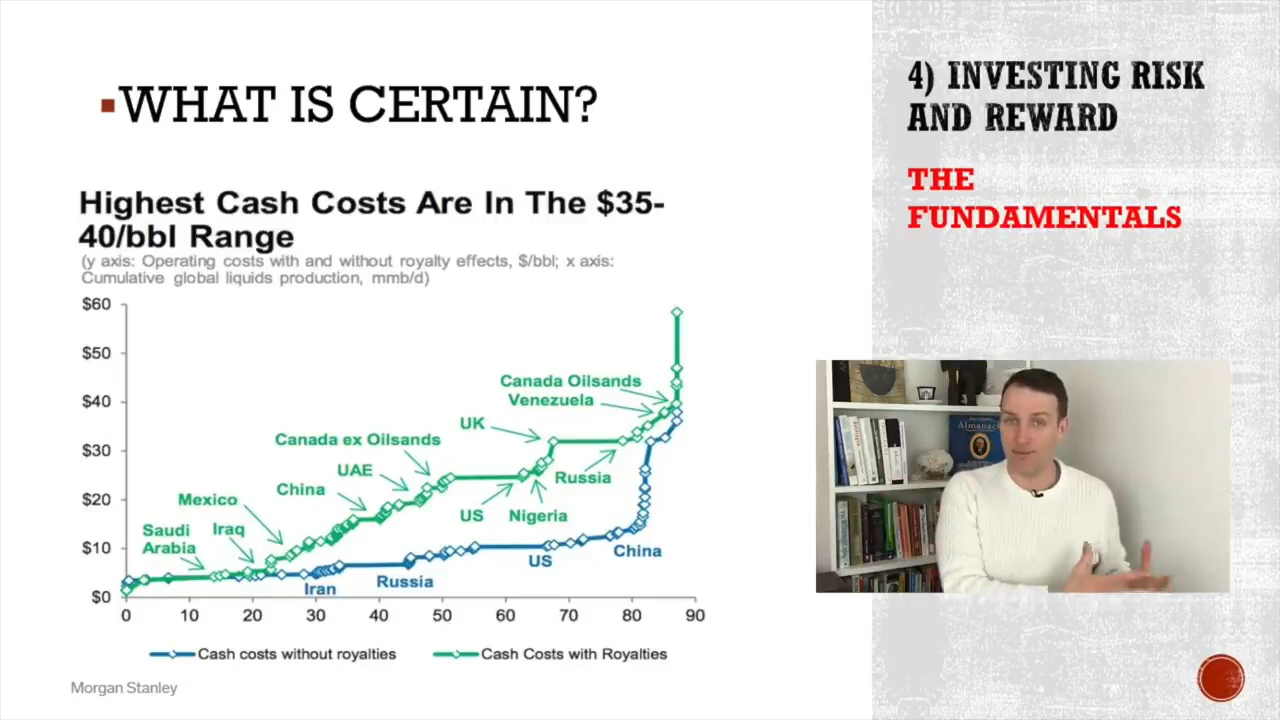 ▪WHAT IS CERTAIN?
Highest Cash Costs Are In The $35-
40/bbl Range
(y axis: Operating costs with and without royalty effects, $/bbl; x axis:
Cumulative global liquids production, mmb/d)
$60
$50
$40
$30
$20
$10
$0
0 10 20 30 40 50 60 70 80 90
Canada Oilsands
Venezuela
UK
Canada ex Oilsands
UAE
China
Russia
Mexico
US
Nigeria
Saudi
Arabia
Iraq
China
US
Russia
Iran
Cash costs without royalties
Cash Costs with Royalties
Morgan Stanley
4) INVESTING RISK
AND REWARD
THE
FUNDAMENTALS
Almanack